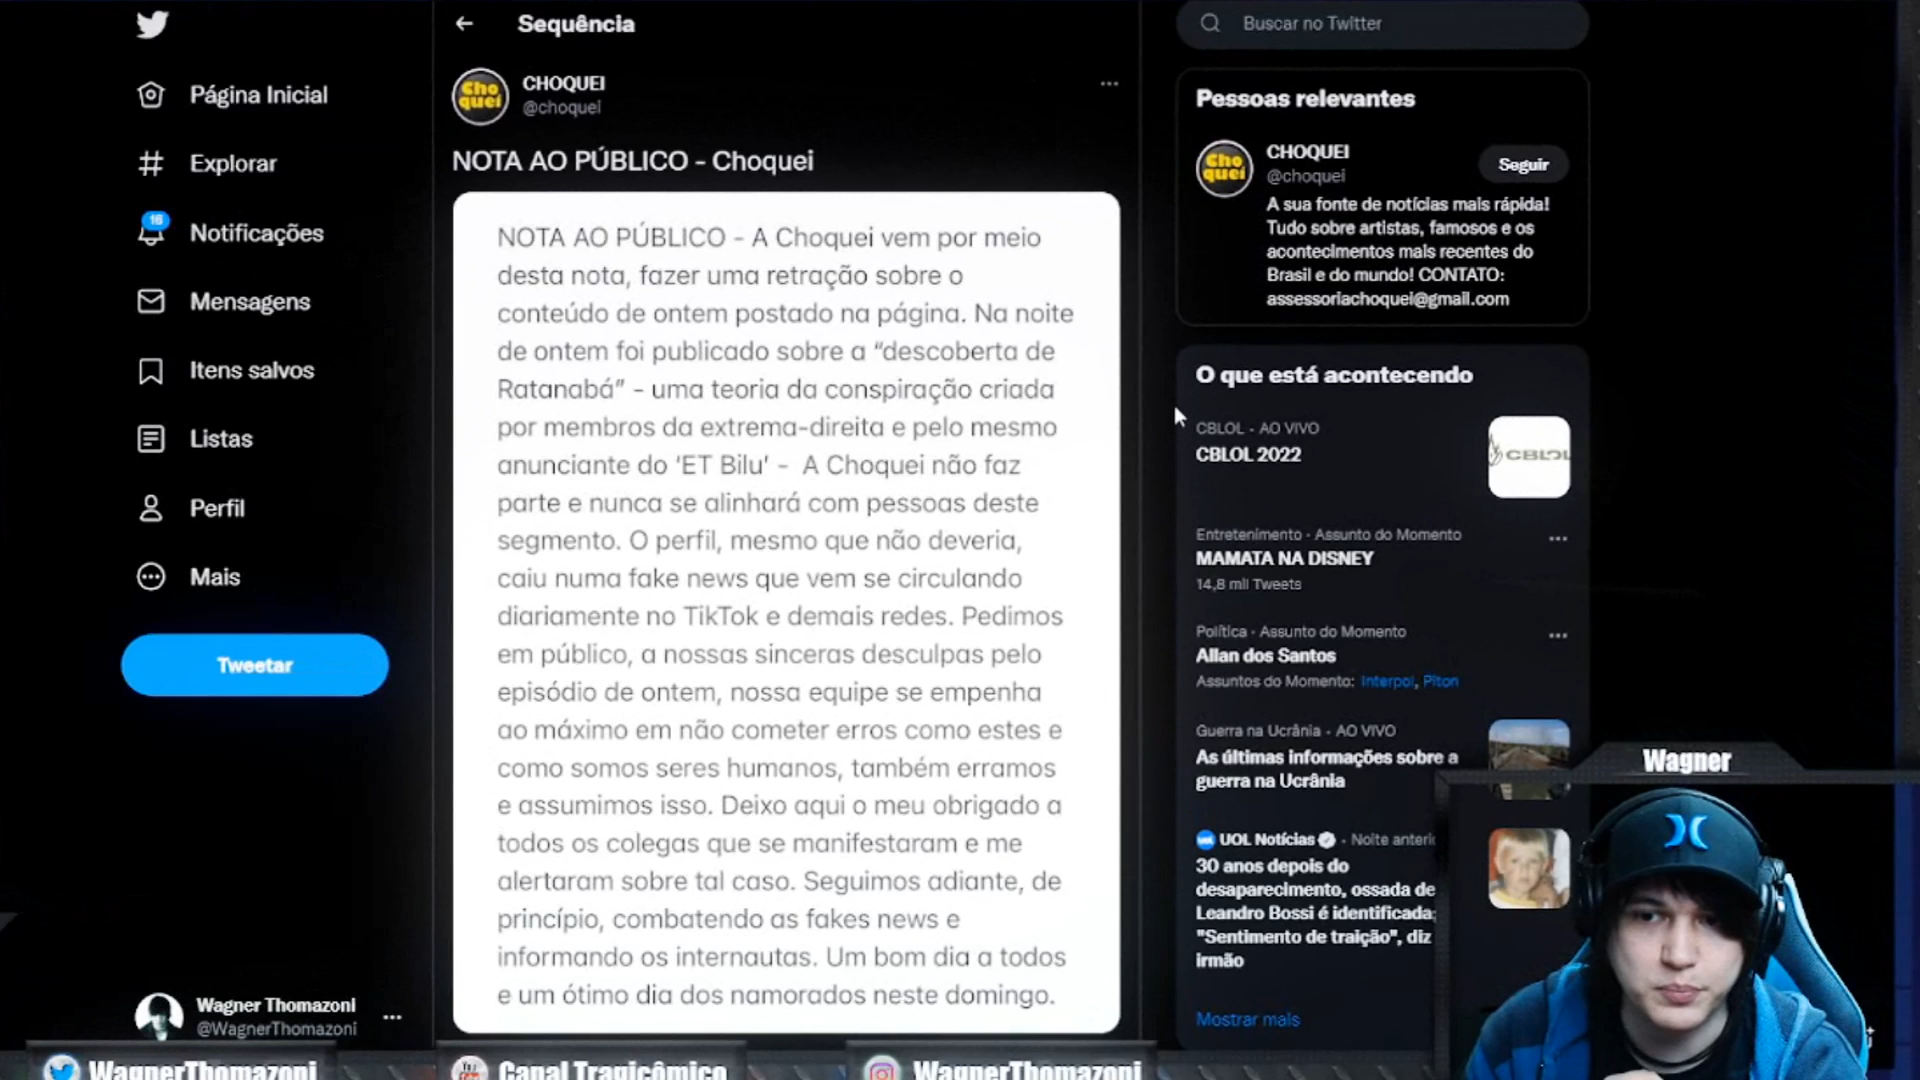 Página Inicial
Explorar
16
Notificações
Mensagens
Itens salvos
Listas
Perfil
Mais
Tweetar
Wagner Thomazoni
@WagnerThomazoni
Sequência
Cho
quei
CHOQUEI
@choquei
NOTA AO PÚBLICO - Choquei
NOTA AO PÚBLICO - A Choquei vem por meio
desta nota, fazer uma retração sobre o
conteúdo de ontem postado na página. Na noite
de ontem foi publicado sobre a “descoberta de
Ratanabá” - uma teoria da conspiração criada
por membros da extrema-direita e pelo mesmo
anunciante do ‘ET Bilu’ - A Choquei não faz
parte e nunca se alinhará com pessoas deste
segmento. O perfil, mesmo que não deveria,
caiu numa fake news que vem se circulando
diariamente no TikTok e demais redes. Pedimos
em público, a nossas sinceras desculpas pelo
episódio de ontem, nossa equipe se empenha
ao máximo em não cometer erros como estes e
como somos seres humanos, também erramos
e assumimos isso. Deixo aqui o meu obrigado a
todos os colegas que se manifestaram e me
alertaram sobre tal caso. Seguimos adiante, de
princípio, combatendo as fakes news e
informando os internautas. Um bom dia a todos
e um ótimo dia dos namorados neste domingo.
Buscar no Twitter
Pessoas relevantes
Cho
quei
CHOQUEI
@choquei
Seguir
A sua fonte de notícias mais rápida!
Tudo sobre artistas, famosos e os
acontecimentos mais recentes do
Brasil e do mundo! CONTATO:
assessoriachoquei@gmail.com
O que está acontecendo
CBLOL - AO VIVO
CBLOL 2022
CBLOL
Entretenimento · Assunto do Momento
MAMATA NA DISNEY
14,8 mil Tweets
Política · Assunto do Momento
Allan dos Santos
Assuntos do Momento: Interpol, Piton
Guerra na Ucrânia - AO VIVO
As últimas informações sobre a
guerra na Ucrânia
UOL Notícias · Noite anteri
30 anos depois do
desaparecimento, ossada de
Leandro Bossi é identificada;
"Sentimento de traição", diz
irmão
Mostrar mais
Wagner
WagnerThomazoni
Canal Tragicômico
WagnerThomazoni